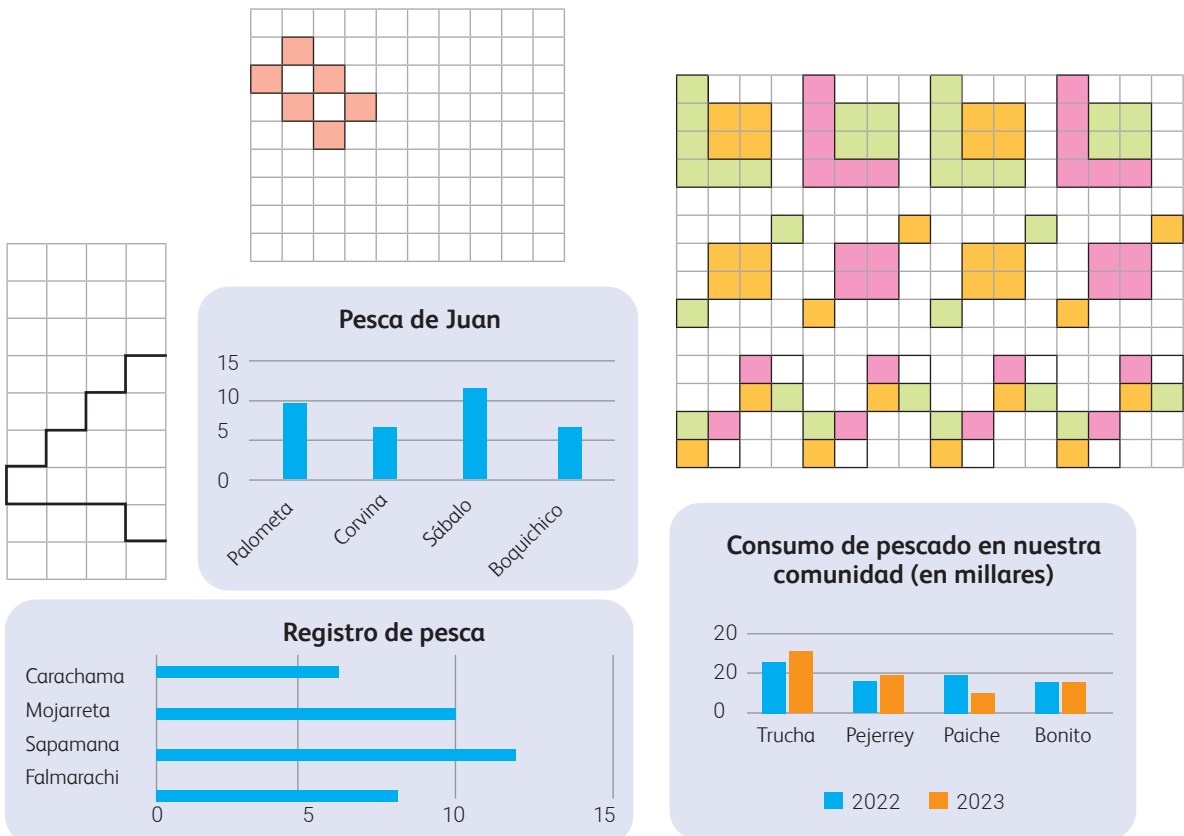 Pesca de Juan
15
10
5
0
Palometa Corvina Sábalo Boquichico
Registro de pesca
Carachama
Mojarreta
Sapamana
Falmarachi
0 5 10 15
Consumo de pescado en nuestra
comunidad (en millares)
20
20
0
Trucha Pejerrey Paiche Bonito
2022 2023